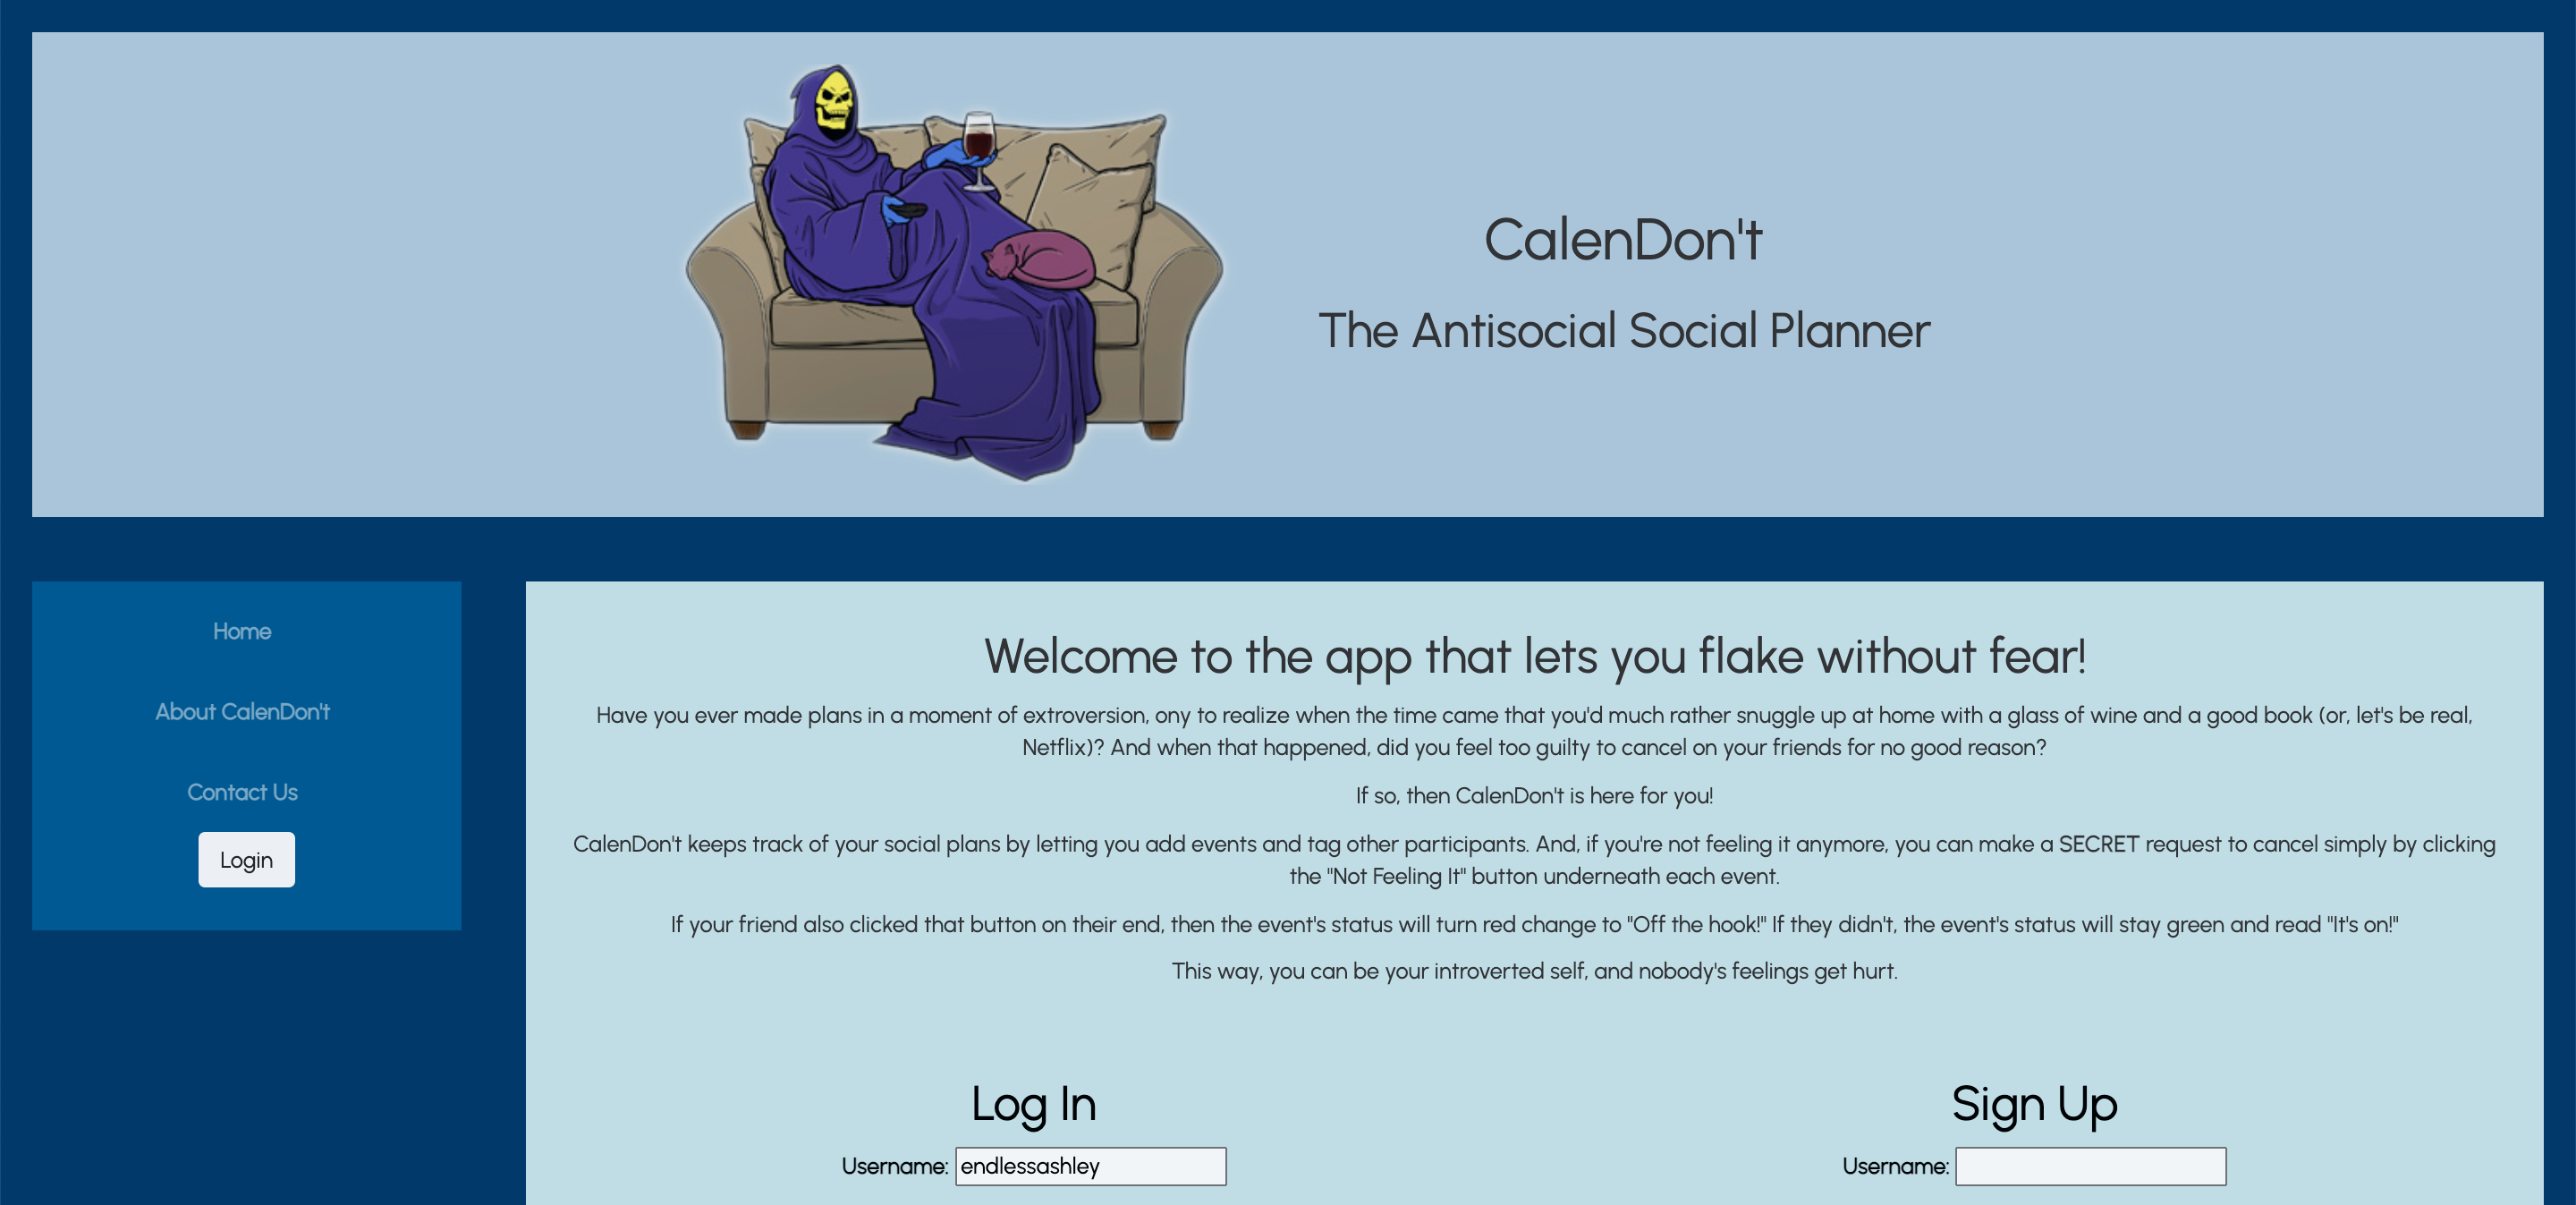 CalenDon't
The Antisocial Social Planner
Home
About CalenDon't
Contact Us
Login
Welcome to the app that lets you flake without fear!
Have you ever made plans in a moment of extroversion, ony to realize when the time came that you'd much rather snuggle up at home with a glass of wine and a good book (or, let's be real,
Netflix)? And when that happened, did you feel too guilty to cancel on your friends for no good reason?
If so, then CalenDon't is here for you!
CalenDon't keeps track of your social plans by letting you add events and tag other participants. And, if you're not feeling it anymore, you can make a SECRET request to cancel simply by clicking
the "Not Feeling It" button underneath each event.
If your friend also clicked that button on their end, then the event's status will turn red change to "Off the hook!" If they didn't, the event's status will stay green and read "It's on!"
This way, you can be your introverted self, and nobody's feelings get hurt.
Log In
Username: endlessashley
Sign Up
Username: